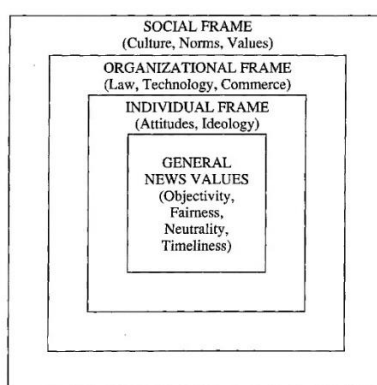 SOCIAL FRAME
(Culture, Norms, Values)
ORGANIZATIONAL FRAME
(Law, Technology, Commerce)
INDIVIDUAL FRAME
(Attitudes, Ideology)
GENERAL
NEWS VALUES
(Objectivity,
Fairness,
Neutrality,
Timeliness)